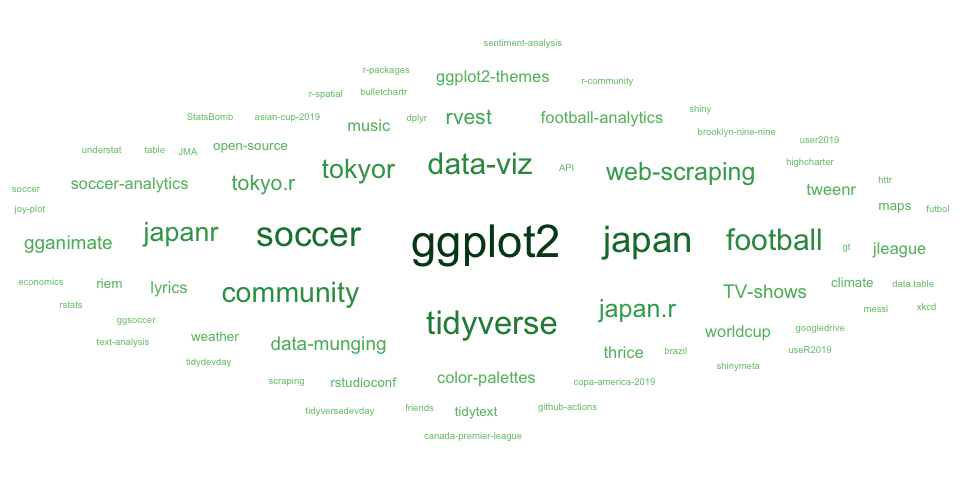 sentiment-analysis
r-packages
ggplot2-themes
r-community
r-spatial
bulletchartr
StatsBomb
asian-cup-2019
music
dplyr
rvest
football-analytics
shiny
brooklyn-nine-nine
user2019
understat
table
JMA
open-source
tokyor
data-viz
API
web-scraping
highcharter
soccer
soccer-analytics
tokyo.r
tweenr
httr
joy-plot
maps
futbol
gganimate
japanr
soccer
ggplot2
japan
football
gt
jleague
economics
riem
lyrics
community
TV-shows
climate
data.table
rstats
ggsoccer
tidyverse
japan.r
messi
xkcd
text-analysis
weather
data-munging
worldcup
googledrive
tidydevday
thrice
brazil
useR2019
shinymeta
scraping
rstudioconf
color-palettes
copa-america-2019
tidyversedevday
friends
tidytext
github-actions
canada-premier-league